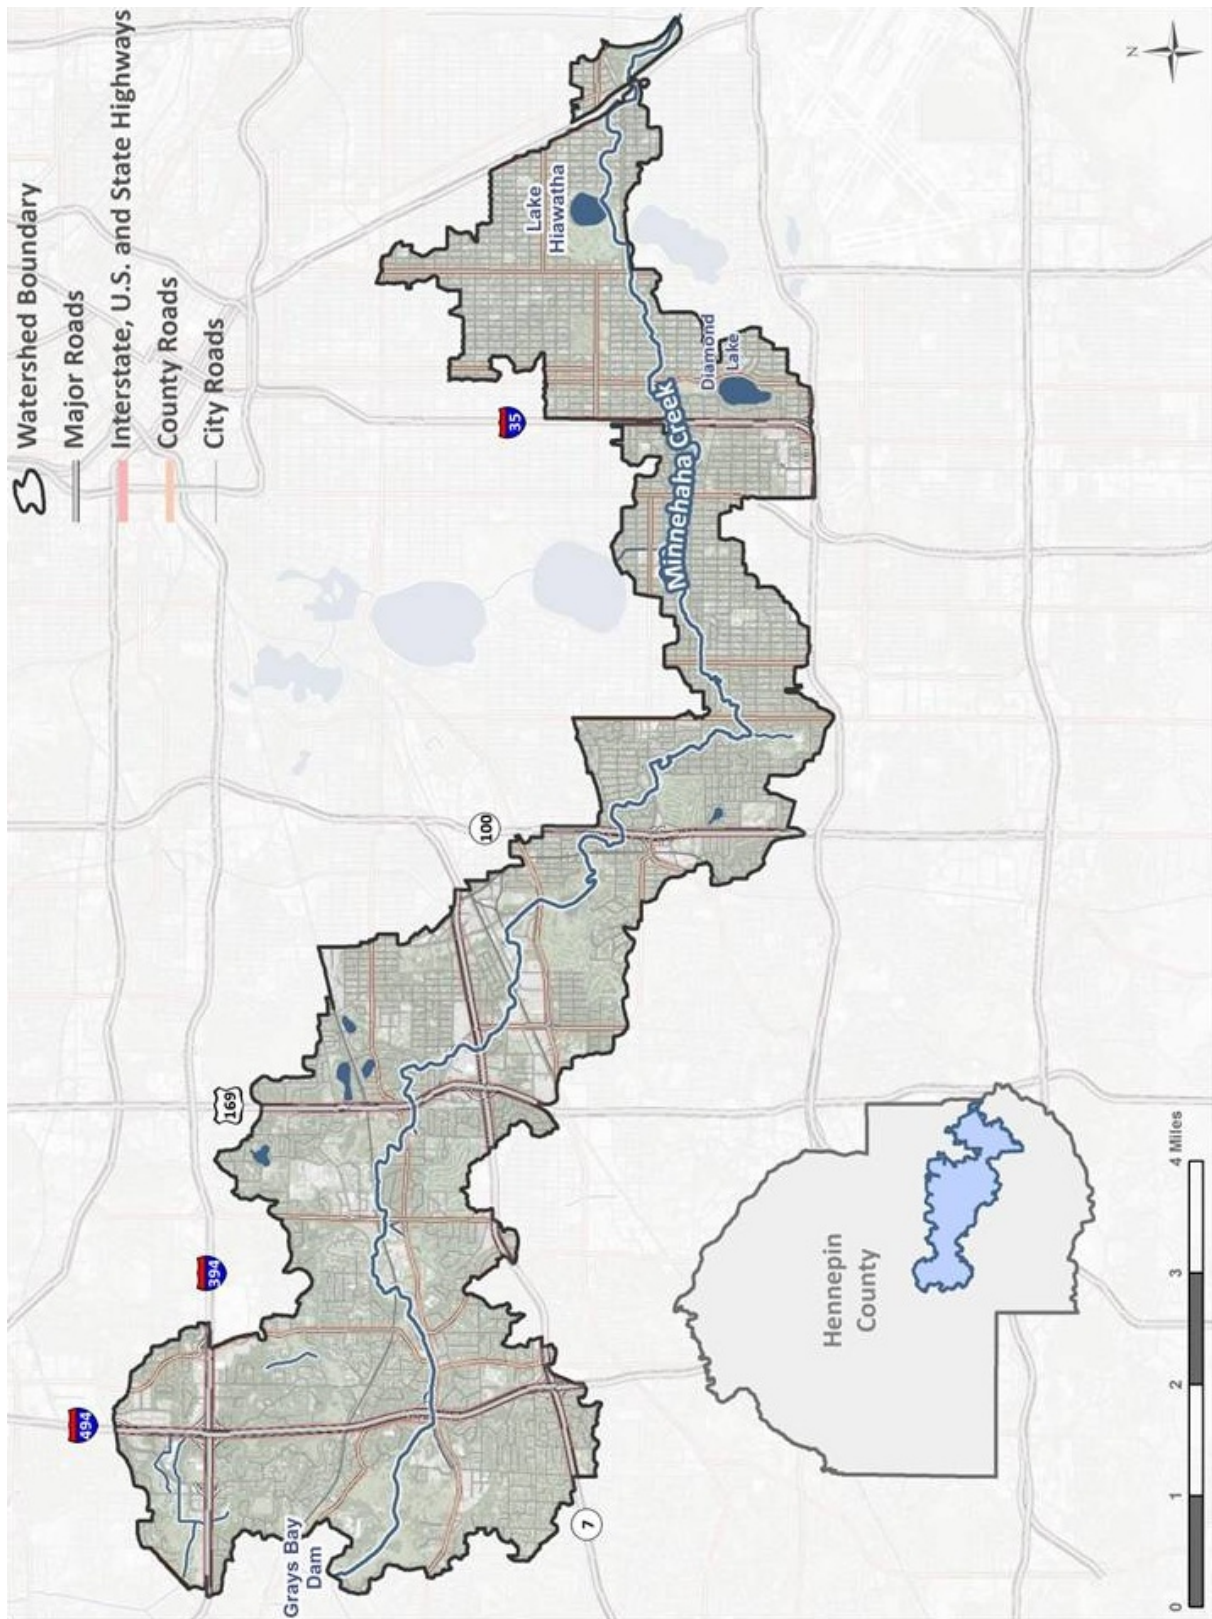 Watershed Boundary
Major Roads
Interstate, U.S. and State Highways
County Roads
City Roads
494
394
169
100
35
7
Grays Bay
Dam
Minnehaha Creek
Diamond
Lake
Lake
Hiawatha
Hennepin
County
N
0
1
2
3
4 Miles